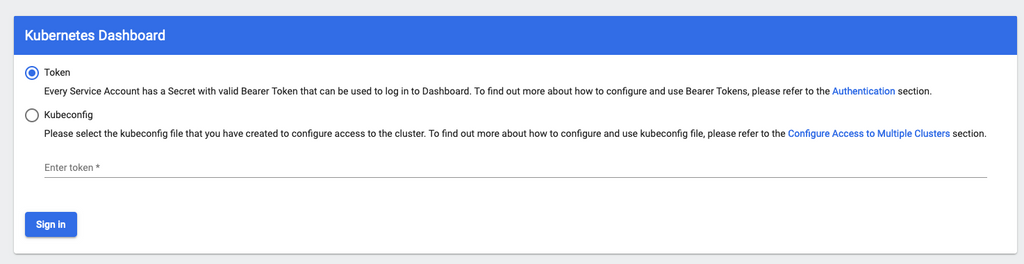 Kubernetes Dashboard
Token
Every Service Account has a Secret with valid Bearer Token that can be used to log in to Dashboard. To find out more about how to configure and use Bearer Tokens, please refer to the Authentication section.
Kubeconfig
Please select the kubeconfig file that you have created to configure access to the cluster. To find out more about how to configure and use kubeconfig file, please refer to the Configure Access to Multiple Clusters section.
Enter token *
Sign in